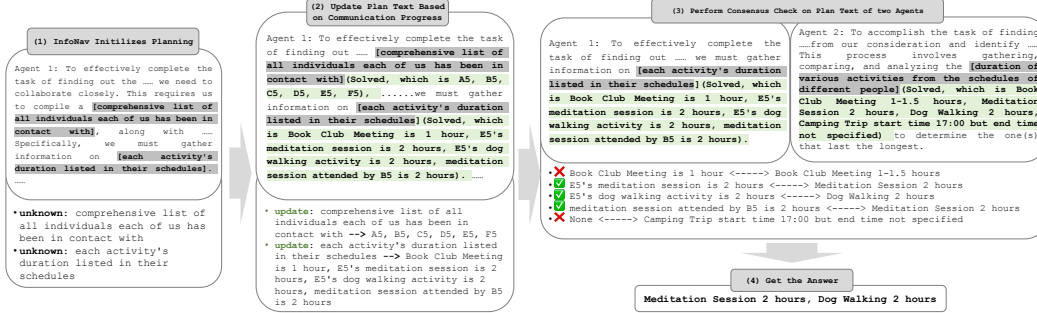 (1) InfoNav Initilizes Planning
Agent 1: To effectively complete the
task of finding out the …… we need to
collaborate closely. This requires us
to compile a [comprehensive list of
all individuals each of us has been in
contact with], along with ……
Specifically, we must gather
information on [each activity's
duration listed in their schedules].
……
•unknown: comprehensive list of
all individuals each of us has
been in contact with
•unknown: each activity's
duration listed in their
schedules
(2) Update Plan Text Based
on Communication Progress
Agent 1: To effectively complete the task
of finding out …… [comprehensive list of
all individuals each of us has been in
contact with](Solved, which is A5, B5,
C5, D5, E5, F5), ......we must gather
information on [each activity's duration
listed in their schedules](Solved, which
is Book Club Meeting is 1 hour, E5's
meditation session is 2 hours, E5's dog
walking activity is 2 hours, meditation
session attended by B5 is 2 hours). ……
• update: comprehensive list of all
individuals each of us has been in
contact with --> A5, B5, C5, D5, E5, F5
• update: each activity's duration listed
in their schedules --> Book Club Meeting
is 1 hour, E5's meditation session is 2
hours, E5's dog walking activity is 2
hours, meditation session attended by B5
is 2 hours
(3) Perform Consensus Check on Plan Text of two Agents
Agent 1: To effectively complete the
task of finding out …… we must gather
information on [each activity's duration
listed in their schedules](Solved, which
is Book Club Meeting is 1 hour, E5's
meditation session is 2 hours, E5's dog
walking activity is 2 hours, meditation
session attended by B5 is 2 hours).
Agent 2: To accomplish the task of finding
……from our consideration and identify ……
This process involves gathering,
comparing, and analyzing the [duration of
various activities from the schedules of
different people](Solved, which is Book
Club Meeting 1-1.5 hours, Meditation
Session 2 hours, Dog Walking 2 hours,
Camping Trip start time 17:00 but end time
not specified) to determine the one(s)
that last the longest.
•❌ Book Club Meeting is 1 hour <-----> Book Club Meeting 1-1.5 hours
•✅ E5's meditation session is 2 hours <-----> Meditation Session 2 hours
•✅ E5's dog walking activity is 2 hours <-----> Dog Walking 2 hours
•✅ meditation session attended by B5 is 2 hours <-----> Meditation Session 2 hours
•❌ None <-----> Camping Trip start time 17:00 but end time not specified
(4) Get the Answer
Meditation Session 2 hours, Dog Walking 2 hours